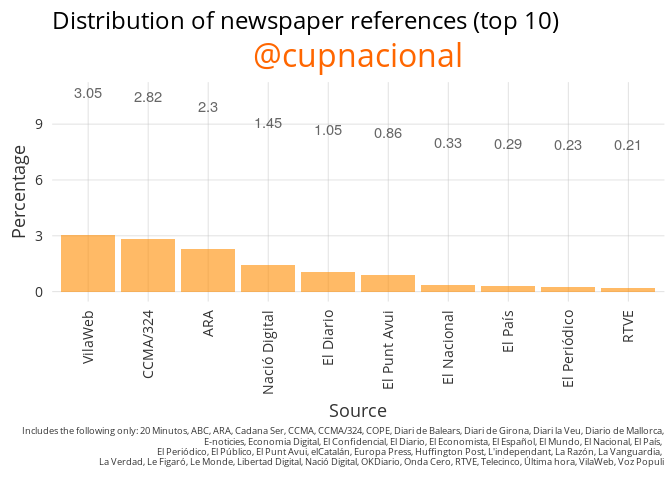 Distribution of newspaper references (top 10)
@cupnacional
3.05
2.82
2.3
1.45
1.05
0.86
0.33
0.29
0.23
0.21
9
6
3
0
Percentage
VilaWeb
CCMA/324
ARA
Nació Digital
El Diario
El Punt Avui
El Nacional
El País
El Periódico
RTVE
Source
Includes the following only: 20 Minutos, ABC, ARA, Cadana Ser, CCMA, CCMA/324, COPE, Diari de Balears, Diari de Girona, Diari la Veu, Diario de Mallorca,
E-noticies, Economia Digital, El Confidencial, El Diario, El Economista, El Español, El Mundo, El Nacional, El País,
El Periódico, El Público, El Punt Avui, elCatalán, Europa Press, Huffington Post, L'independant, La Razón, La Vanguardia,
La Verdad, Le Figaró, Le Monde, Libertad Digital, Nació Digital, OKDiario, Onda Cero, RTVE, Telecinco, Última hora, VilaWeb, Voz Populi